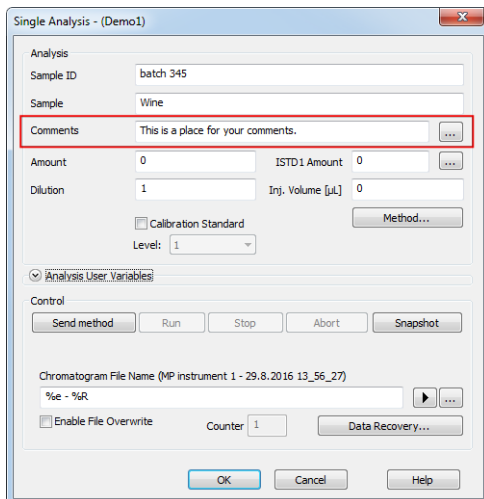 Single Analysis - (Demo1)
Analysis
Sample ID batch 345
Sample Wine
Comments This is a place for your comments. ...
Amount 0 ISTD1 Amount 0 ...
Dilution 1 Inj. Volume [µL] 0
Calibration Standard Method...
Level: 1
Analysis User Variables
Control
Send method Run Stop Abort Snapshot
Chromatogram File Name (MP instrument 1 - 29.8.2016 13_56_27)
%e - %R ...
Enable File Overwrite Counter 1 Data Recovery...
OK Cancel Help